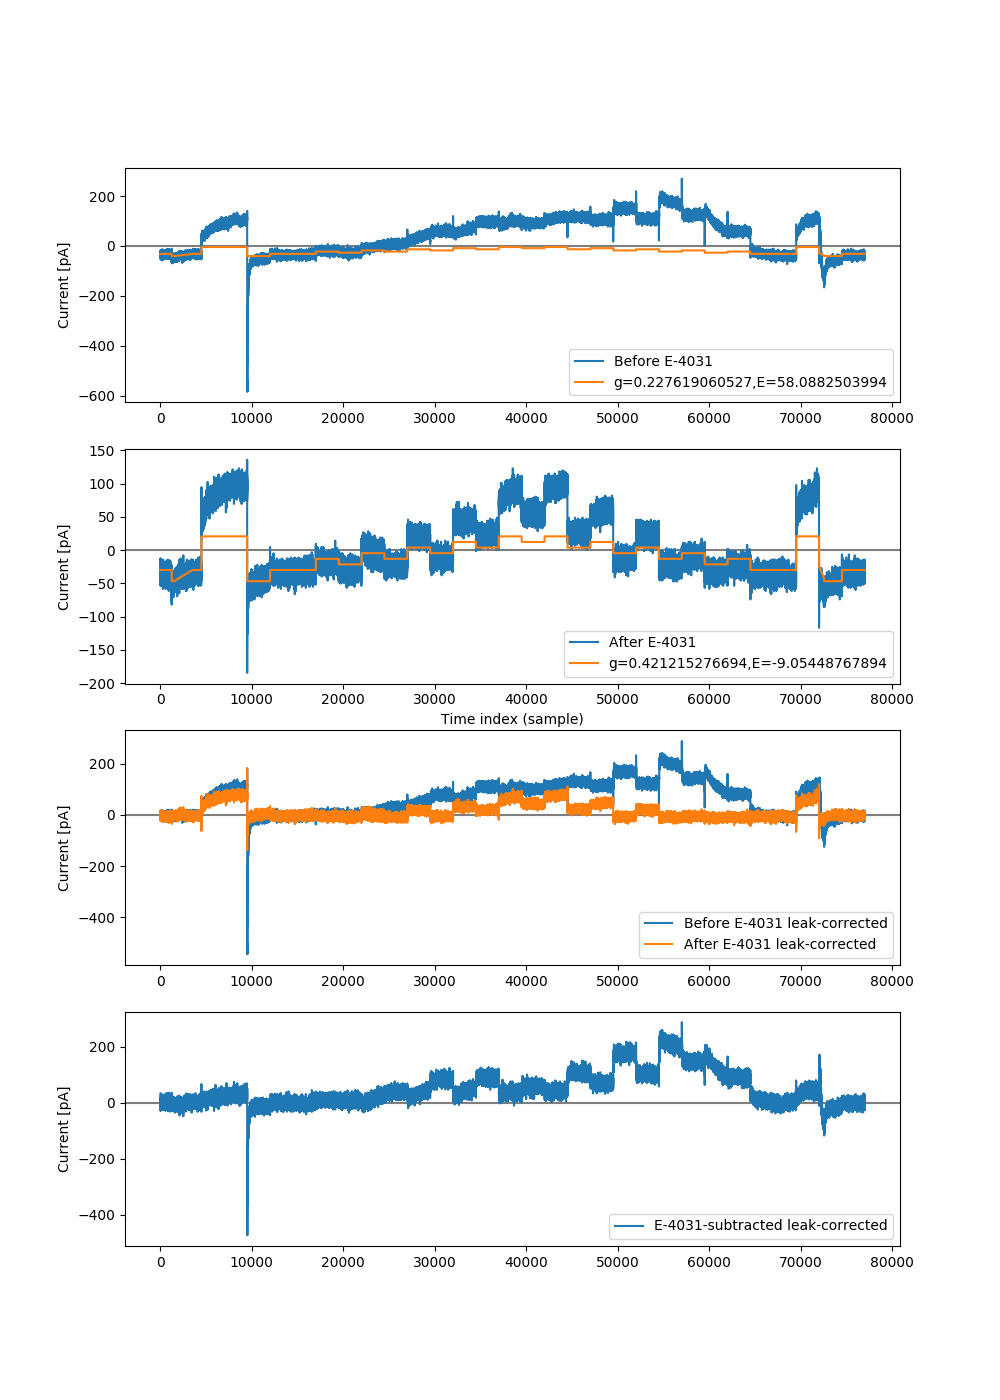 200
0
−200
−400
−600
Current [pA]
Before E-4031
g=0.227619060527,E=58.0882503994
0 10000 20000 30000 40000 50000 60000 70000 80000
150
100
50
0
−50
−100
−150
−200
Current [pA]
After E-4031
g=0.421215276694,E=-9.05448767894
0 10000 20000 30000 40000 50000 60000 70000 80000
Time index (sample)
200
0
−200
−400
Current [pA]
Before E-4031 leak-corrected
After E-4031 leak-corrected
0 10000 20000 30000 40000 50000 60000 70000 80000
200
0
−200
−400
Current [pA]
E-4031-subtracted leak-corrected
0 10000 20000 30000 40000 50000 60000 70000 80000